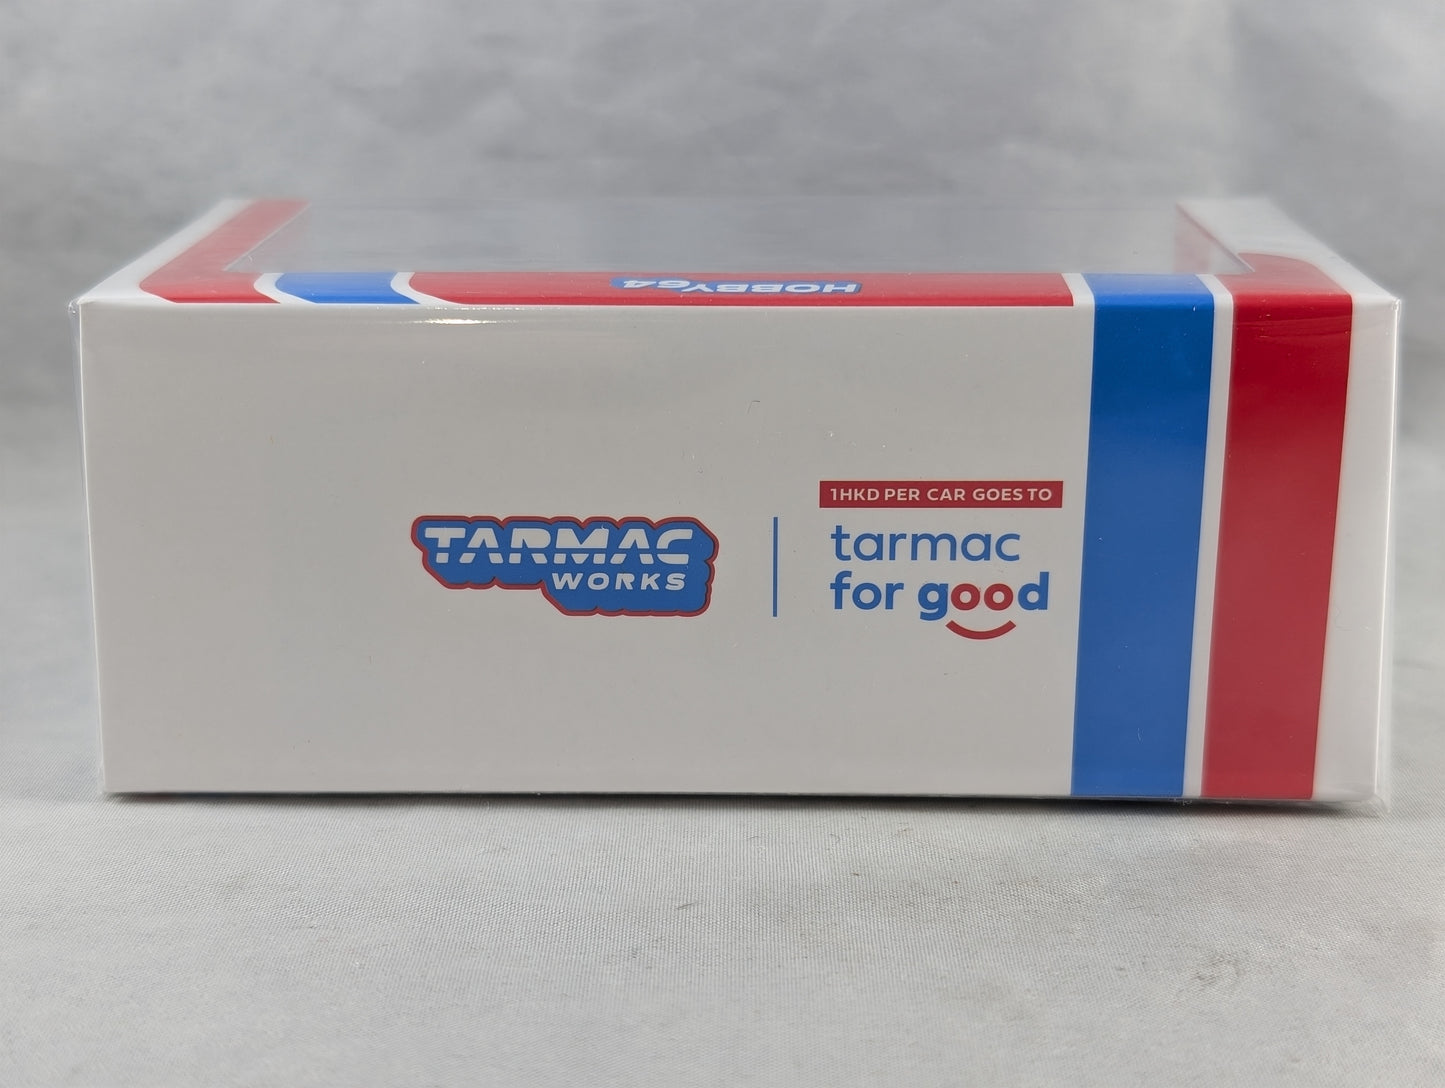 HOBBY64
TARMAC
WORKS
1HKD PER CAR GOES TO
tarmac
for good